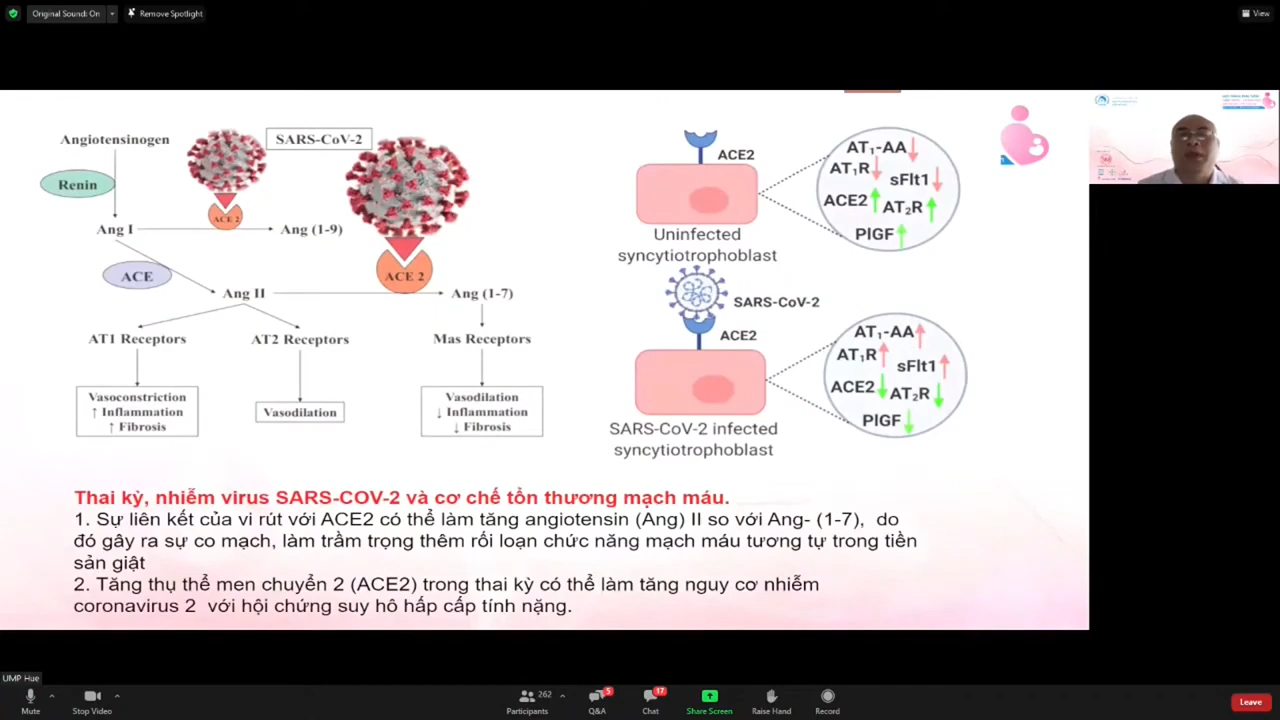 Original Sound: On
Remove Spotlight
View
Angiotensinogen
SARS-CoV-2
Renin
ACE 2
Ang I
Ang (1-9)
ACE
ACE 2
Ang II
Ang (1-7)
AT1 Receptors
AT2 Receptors
Mas Receptors
Vasoconstriction
↑ Inflammation
↑ Fibrosis
Vasodilation
Vasodilation
↓ Inflammation
↓ Fibrosis
ACE2
Uninfected
syncytiotrophoblast
AT₁-AA↓
AT₁R↓
sFlt1↓
ACE2↑
AT₂R↑
PlGF↑
SARS-CoV-2
ACE2
SARS-CoV-2 infected
syncytiotrophoblast
AT₁-AA↑
AT₁R↑
sFlt1↑
ACE2↓
AT₂R↓
PlGF↓
Thai kỳ, nhiễm virus SARS-COV-2 và cơ chế tổn thương mạch máu.
1. Sự liên kết của vi rút với ACE2 có thể làm tăng angiotensin (Ang) II so với Ang- (1-7), do
đó gây ra sự co mạch, làm trầm trọng thêm rối loạn chức năng mạch máu tương tự trong tiền
sản giật
2. Tăng thụ thể men chuyển 2 (ACE2) trong thai kỳ có thể làm tăng nguy cơ nhiễm
coronavirus 2 với hội chứng suy hô hấp cấp tính nặng.
UMP Hue
Mute
Stop Video
262
Participants
5
Q&A
17
Chat
Share Screen
Raise Hand
Record
Leave